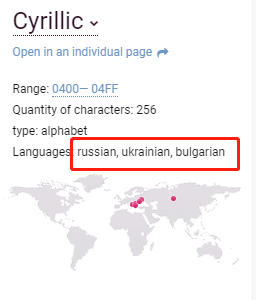 Cyrillic
Open in an individual page
Range: 0400— 04FF
Quantity of characters: 256
type: alphabet
Languages: russian, ukrainian, bulgarian